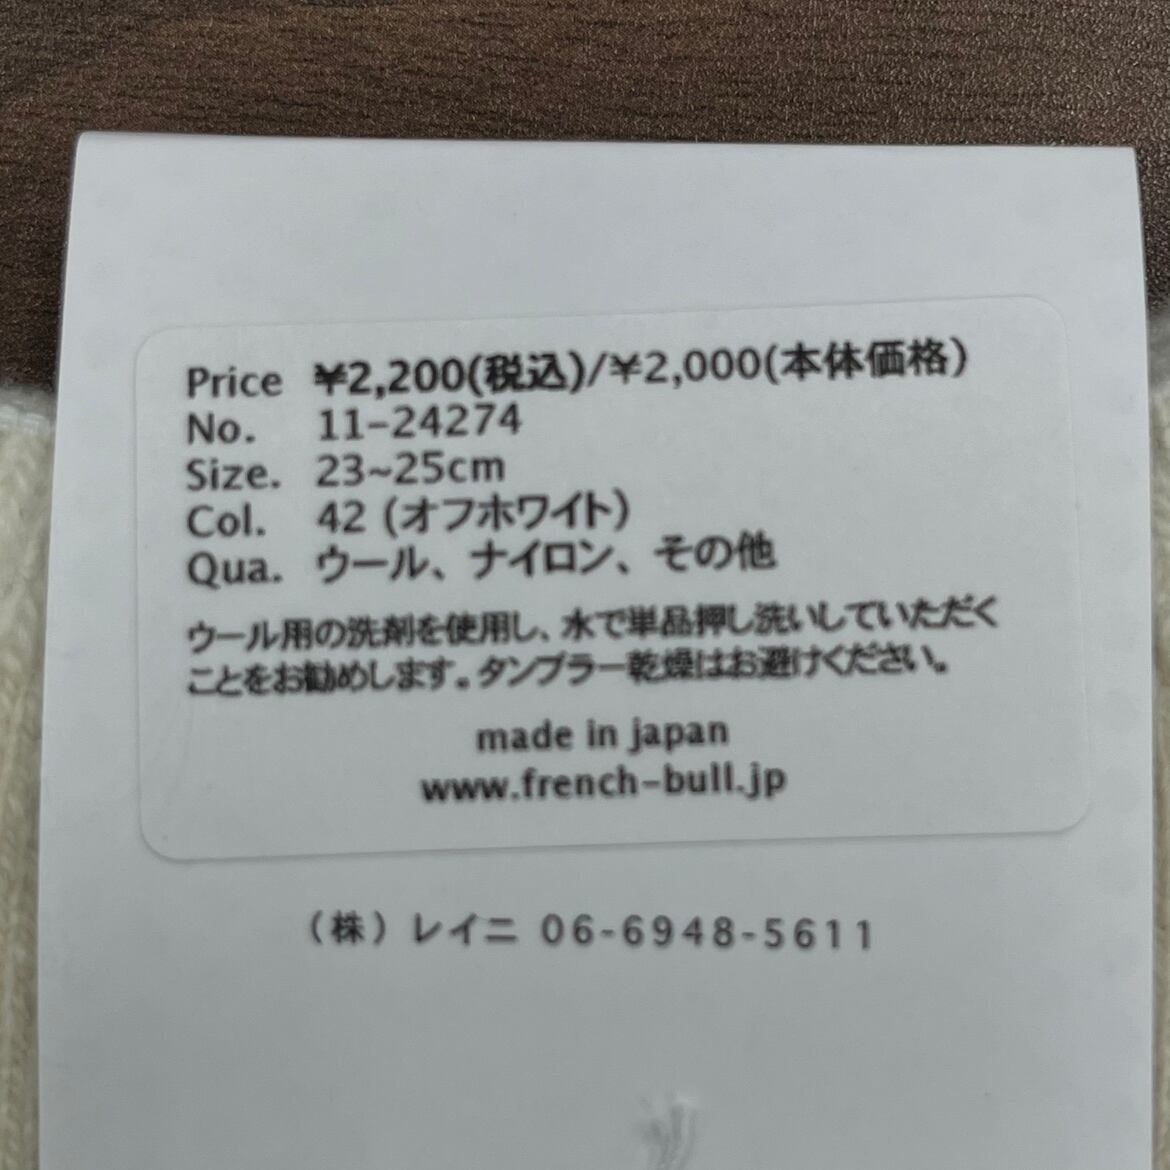 Price ¥2,200(税込)/¥2,000(本体価格)
No. 11-24274
Size. 23~25cm
Col. 42 (オフホワイト)
Qua. ウール、ナイロン、その他
ウール用の洗剤を使用し、水で単品押し洗いしていただく
ことをお勧めします。タンブラー乾燥はお避けください。
made in japan
www.french-bull.jp
(株)レイニ 06-6948-5611